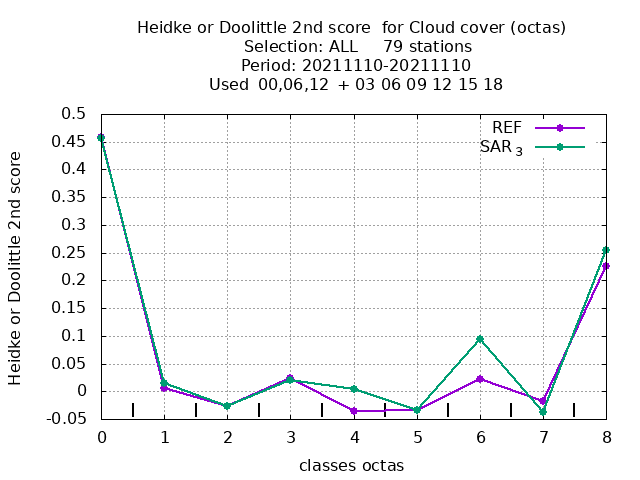 Heidke or Doolittle 2nd score  for Cloud cover (octas)
Selection: ALL     79 stations
Period: 20211110-20211110
Used  00,06,12  + 03 06 09 12 15 18
REF
SAR 3
Heidke or Doolittle 2nd score
0.5
0.45
0.4
0.35
0.3
0.25
0.2
0.15
0.1
0.05
0
-0.05
0 1 2 3 4 5 6 7 8
classes octas